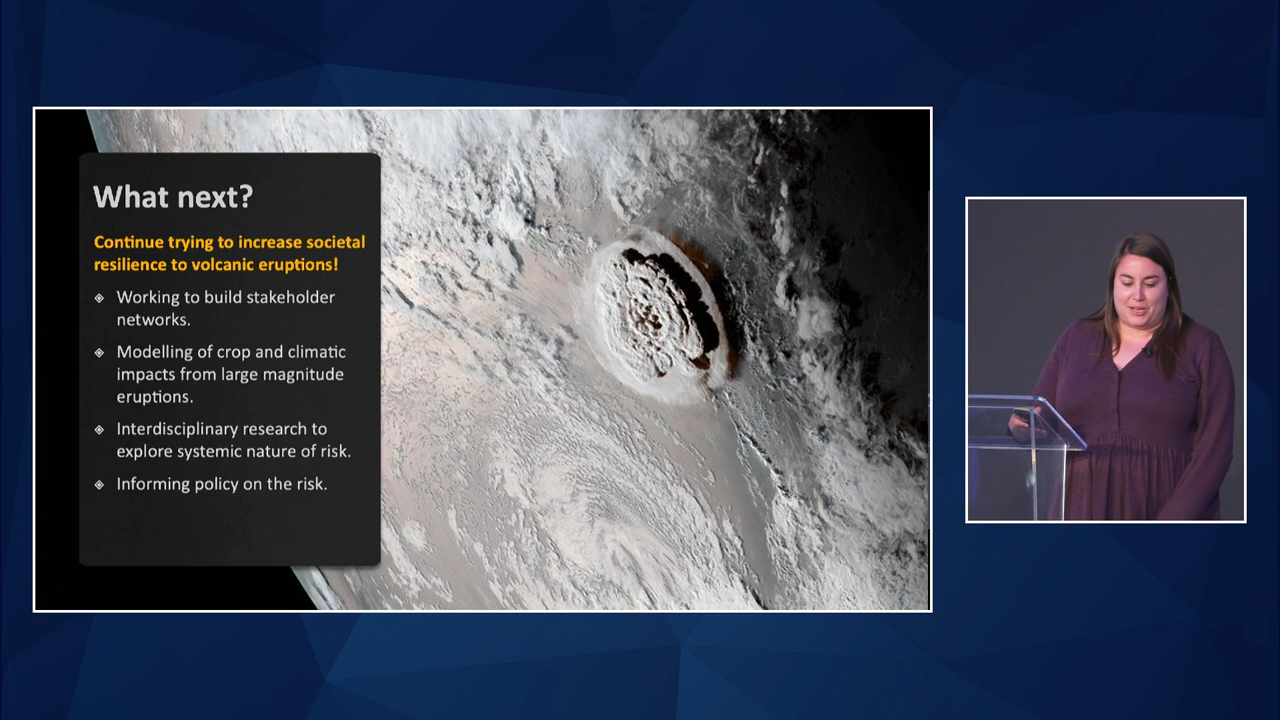 What next?
Continue trying to increase societal
resilience to volcanic eruptions!
Working to build stakeholder
networks.
Modelling of crop and climatic
impacts from large magnitude
eruptions.
Interdisciplinary research to
explore systemic nature of risk.
Informing policy on the risk.